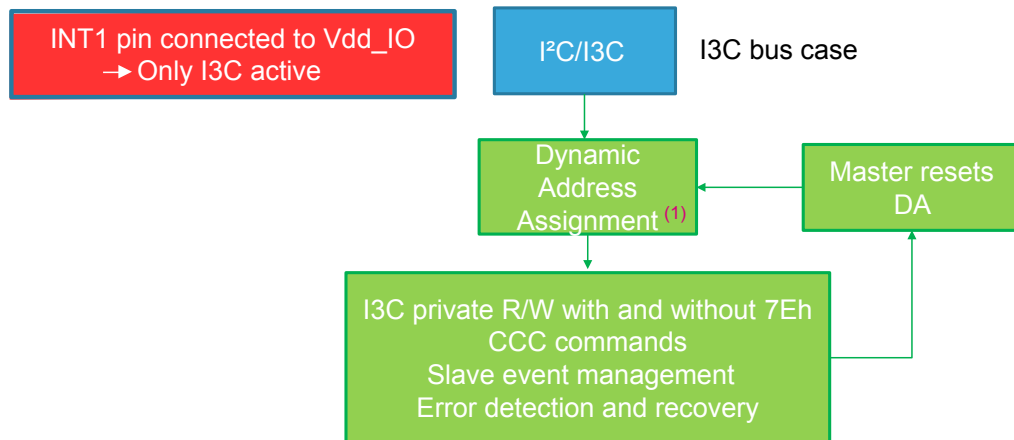 INT1 pin connected to Vdd_IO
→ Only I3C active
I²C/I3C
I3C bus case
Dynamic
Address
Assignment (1)
Master resets
DA
I3C private R/W with and without 7Eh
CCC commands
Slave event management
Error detection and recovery